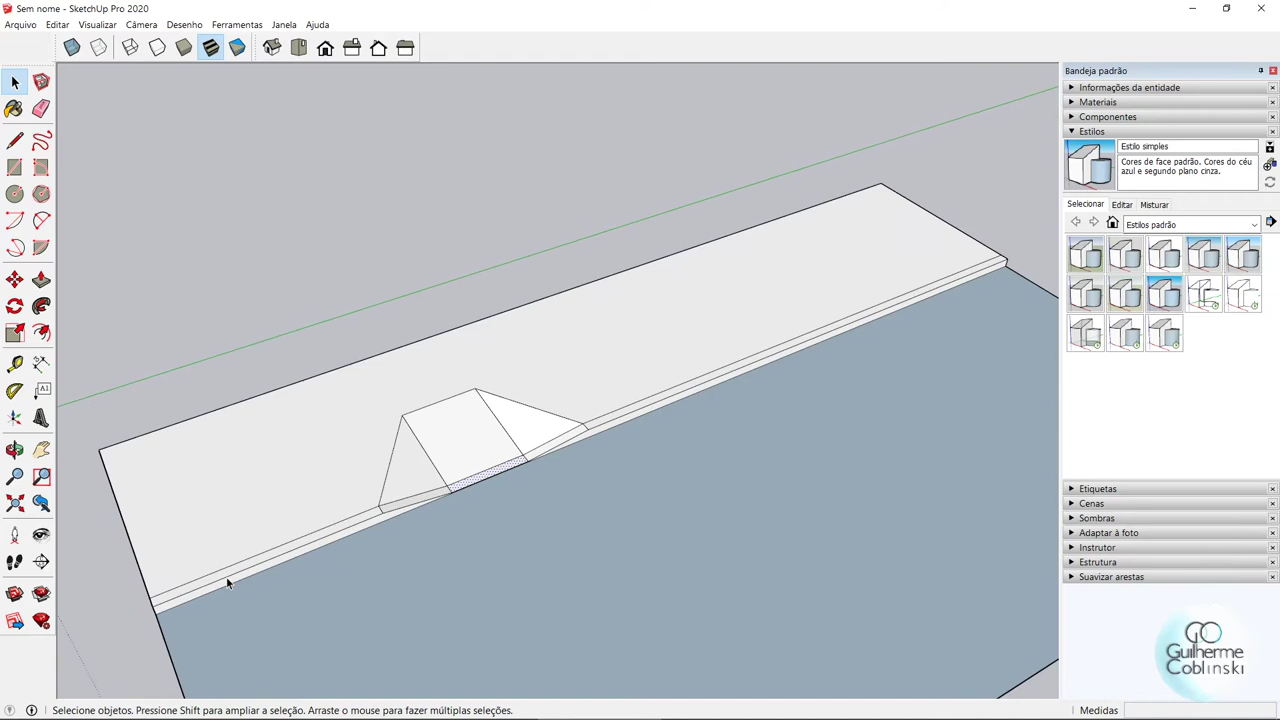 Sem nome - SketchUp Pro 2020
Arquivo Editar Visualizar Câmera Desenho Ferramentas Janela Ajuda
Bandeja padrão
Informações da entidade
Materiais
Componentes
Estilos
Estilo simples
Cores de face padrão. Cores do céu
azul e segundo plano cinza.
Selecionar Editar Misturar
Estilos padrão
A1
Etiquetas
Cenas
Sombras
Adaptar à foto
Instrutor
Estrutura
Suavizar arestas
GO
Guilherme
Coblinski
Selecione objetos. Pressione Shift para ampliar a seleção. Arraste o mouse para fazer múltiplas seleções.
Medidas